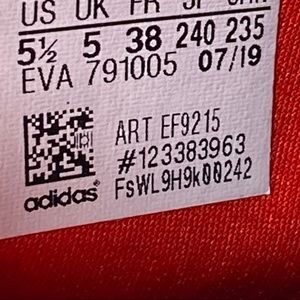 US UK FR JP CHN
5½ 5 38 240 235
EVA 791005 07/19
ART EF9215
#123383963
FsWL9H9k00242
adidas